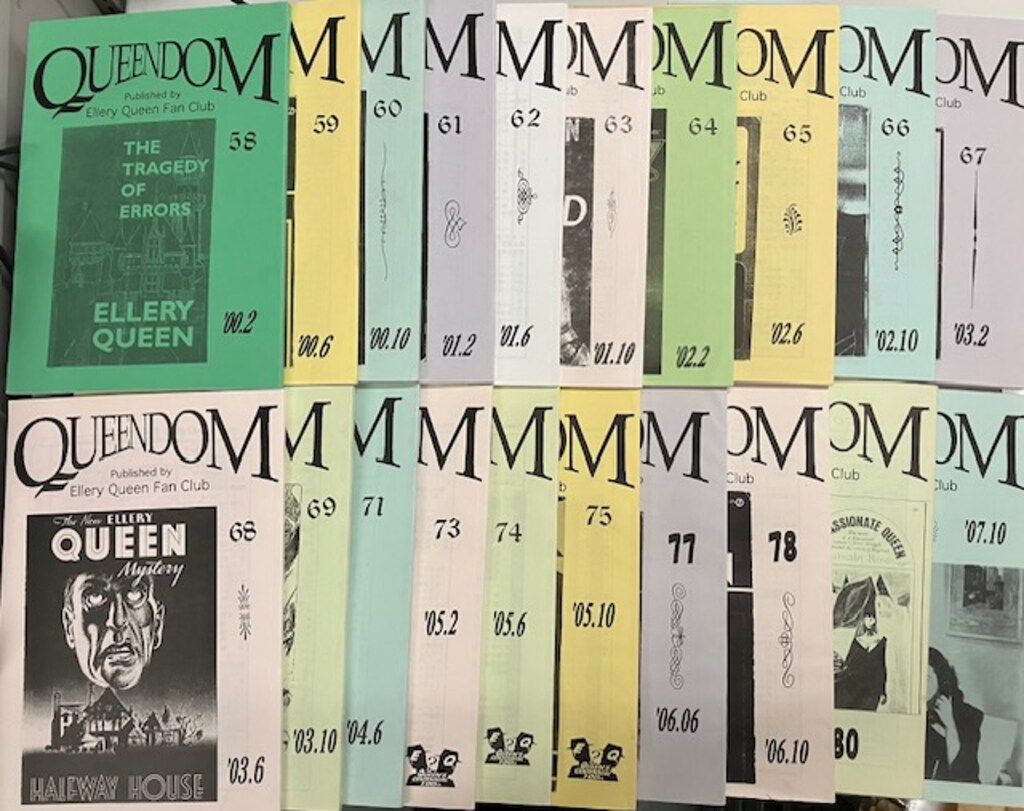 QUEENDOM
Published by
Ellery Queen Fan Club
58
THE
TRAGEDY
OF
ERRORS
ELLERY
QUEEN
'00.2
M
59
'00.6
M
60
'00.10
M
61
'01.2
M
62
'01.6
OM
63
D
'01.10
OM
64
'02.2
OM
Club
65
'02.6
OM
Club
66
'02.10
OM
Club
67
'03.2
QUEENDOM
Published by
Ellery Queen Fan Club
68
The New ELLERY
QUEEN
Mystery
HALFWAY HOUSE
'03.6
M
69
'03.10
M
71
'04.6
M
73
'05.2
M
74
'05.6
OM
75
'05.10
M
77
'06.06
OM
Club
78
'06.10
OM
Club
SSIONATE QUEEN
80
OM
Club
'07.10